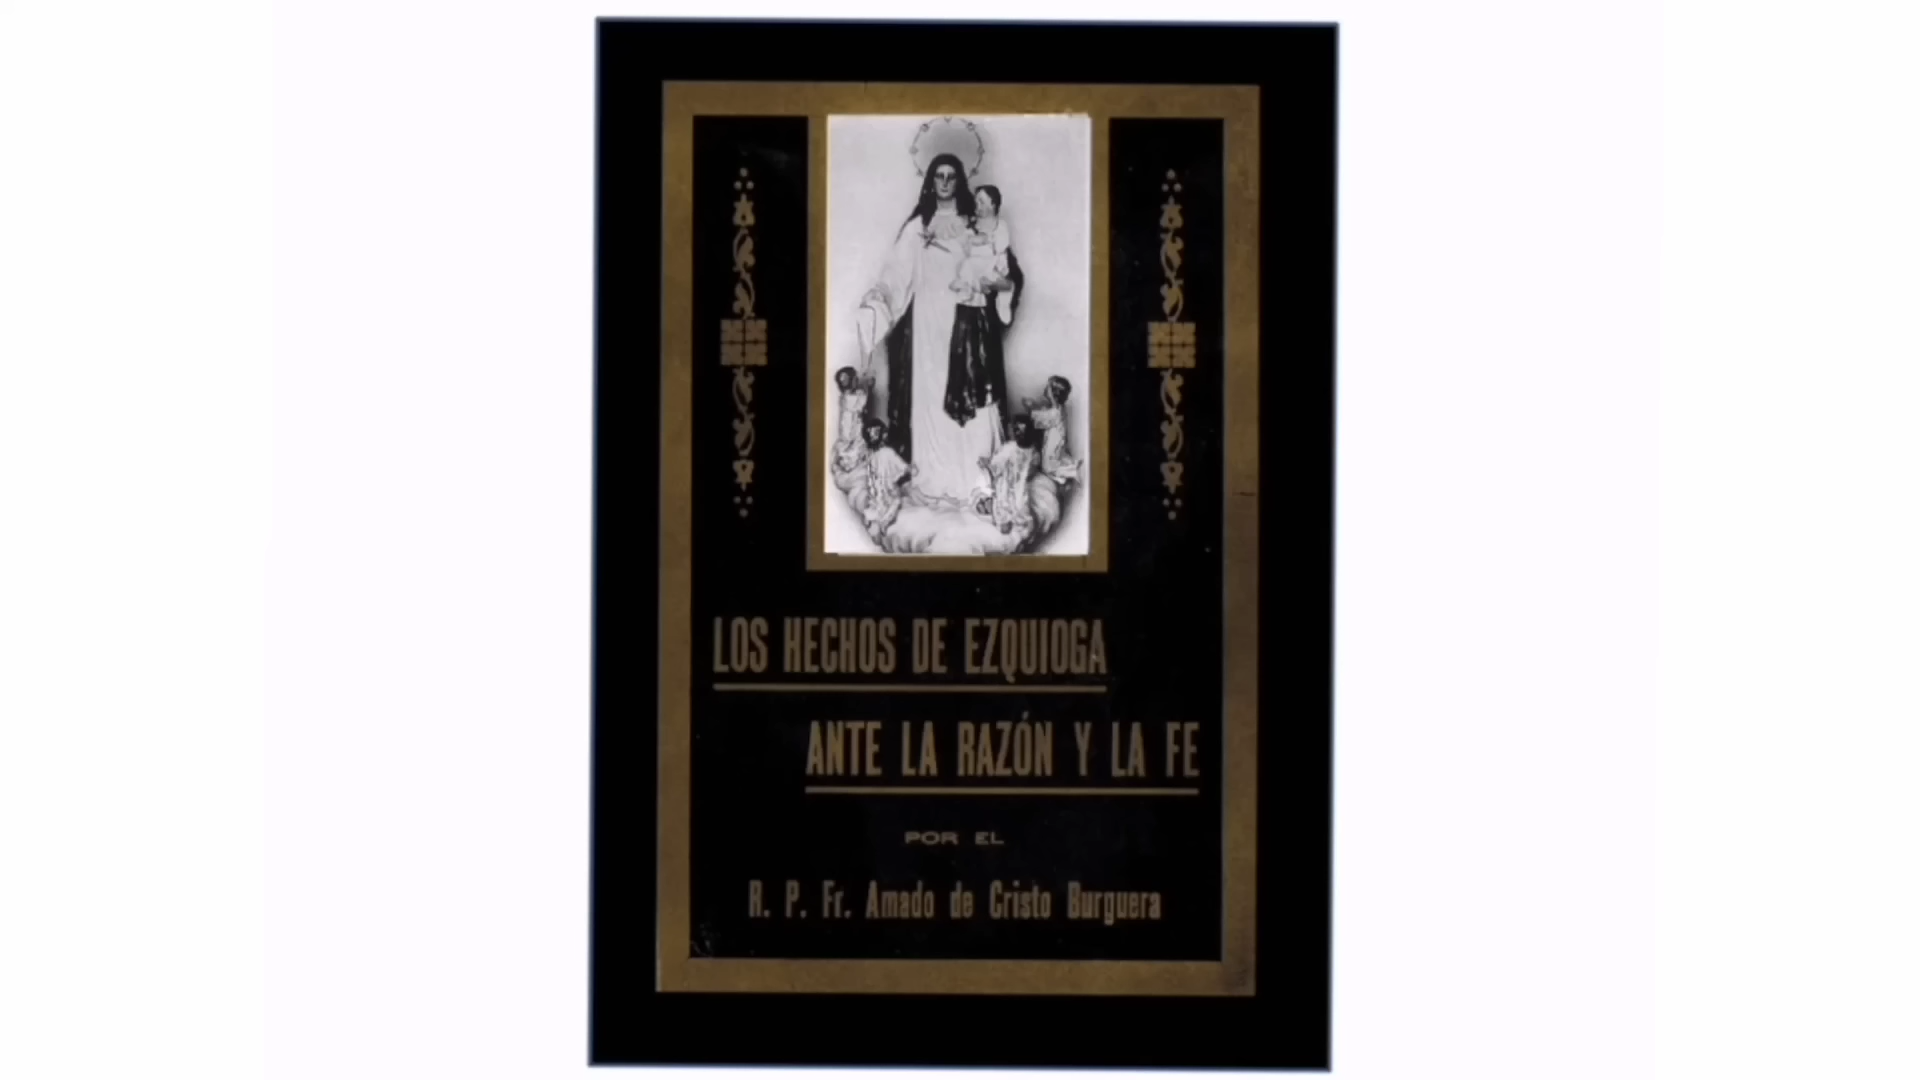 LOS HECHOS DE EZQUIOGA
ANTE LA RAZÓN Y LA FE
POR EL
R. P. Fr. Amado de Cristo Burguera